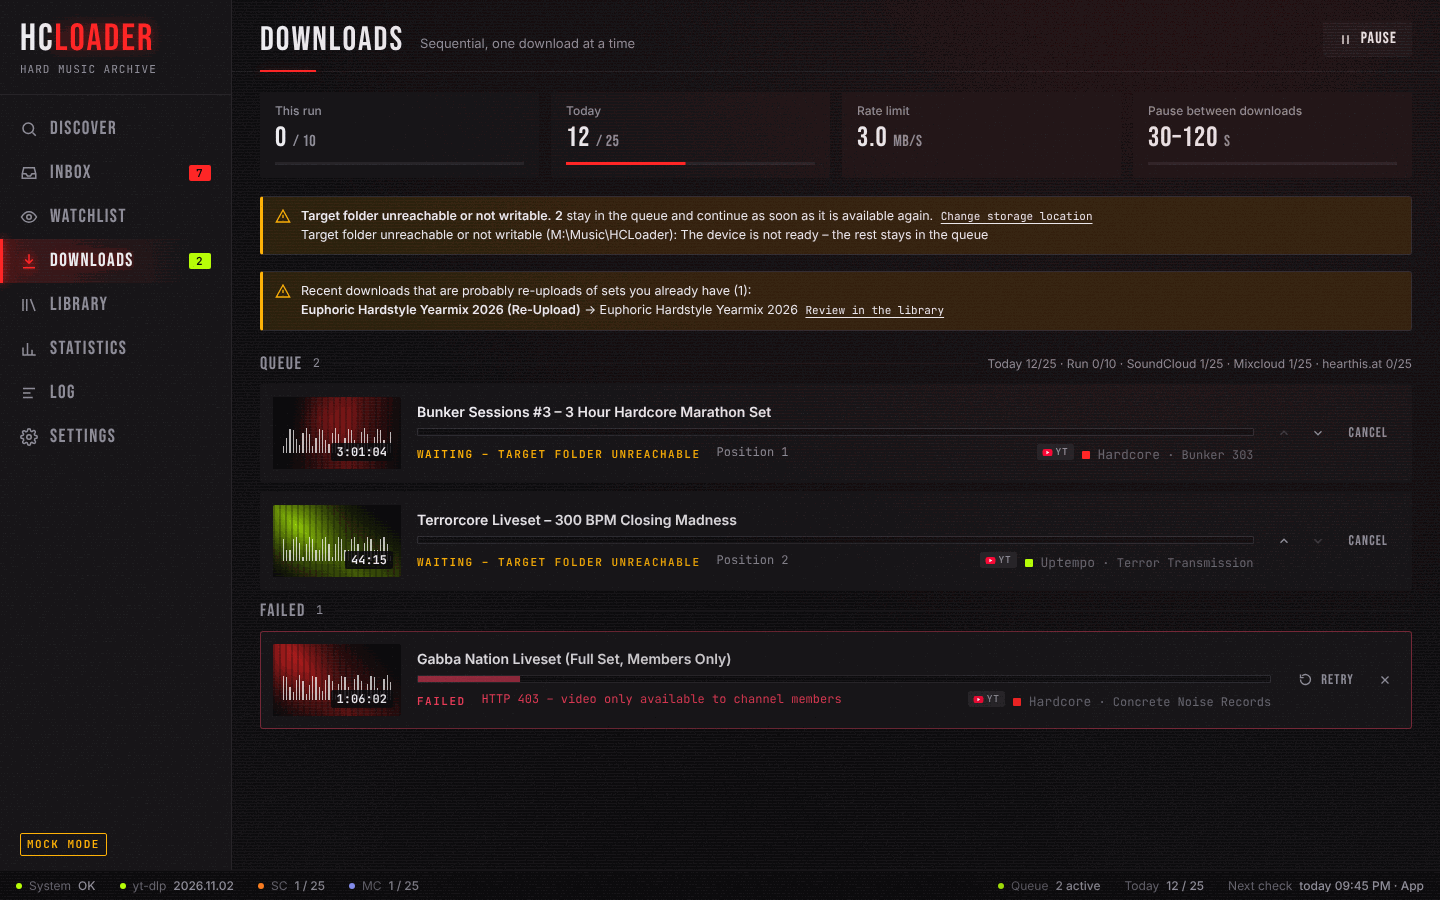 HCLOADER
HARD MUSIC ARCHIVE
DISCOVER
INBOX 7
WATCHLIST
DOWNLOADS 2
LIBRARY
STATISTICS
LOG
SETTINGS
MOCK MODE
DOWNLOADS Sequential, one download at a time
PAUSE
This run
0 / 10
Today
12 / 25
Rate limit
3.0 MB/S
Pause between downloads
30–120 S
Target folder unreachable or not writable. 2 stay in the queue and continue as soon as it is available again. Change storage location
Target folder unreachable or not writable (M:\Music\HCLoader): The device is not ready – the rest stays in the queue
Recent downloads that are probably re-uploads of sets you already have (1):
Euphoric Hardstyle Yearmix 2026 (Re-Upload) → Euphoric Hardstyle Yearmix 2026 Review in the library
QUEUE 2
Today 12/25 · Run 0/10 · SoundCloud 1/25 · Mixcloud 1/25 · hearthis.at 0/25
3:01:04
Bunker Sessions #3 – 3 Hour Hardcore Marathon Set
WAITING – TARGET FOLDER UNREACHABLE Position 1
YT Hardcore · Bunker 303
CANCEL
44:15
Terrorcore Liveset – 300 BPM Closing Madness
WAITING – TARGET FOLDER UNREACHABLE Position 2
YT Uptempo · Terror Transmission
CANCEL
FAILED 1
1:06:02
Gabba Nation Liveset (Full Set, Members Only)
FAILED HTTP 403 – video only available to channel members
YT Hardcore · Concrete Noise Records
RETRY
System OK yt-dlp 2026.11.02 SC 1 / 25 MC 1 / 25
Queue 2 active Today 12 / 25 Next check today 09:45 PM · App